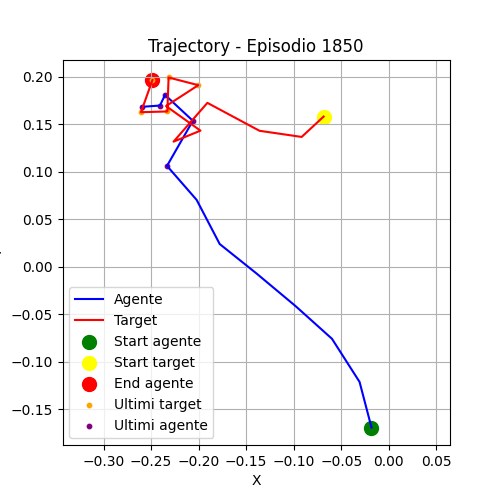 Trajectory - Episodio 1850
0.20
0.15
0.10
0.05
0.00
−0.05
−0.10
−0.15
Agente
Target
Start agente
Start target
End agente
Ultimi target
Ultimi agente
−0.30 −0.25 −0.20 −0.15 −0.10 −0.05 0.00 0.05
X